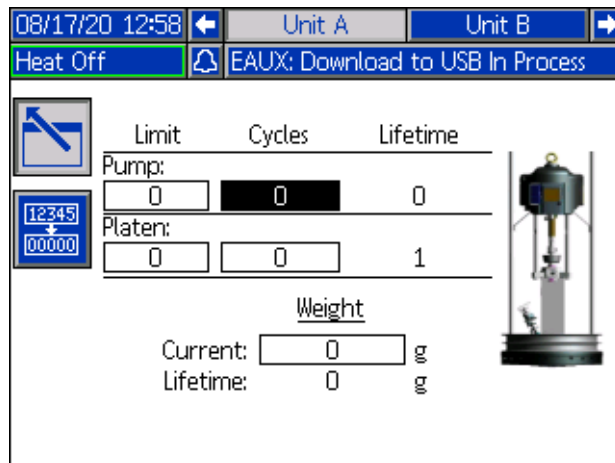 08/17/20 12:58 Unit A Unit B
Heat Off EAUX: Download to USB In Process
Limit Cycles Lifetime
Pump:
0 0 0
12345
00000
Platen:
0 0 1
Weight
Current: 0 g
Lifetime: 0 g